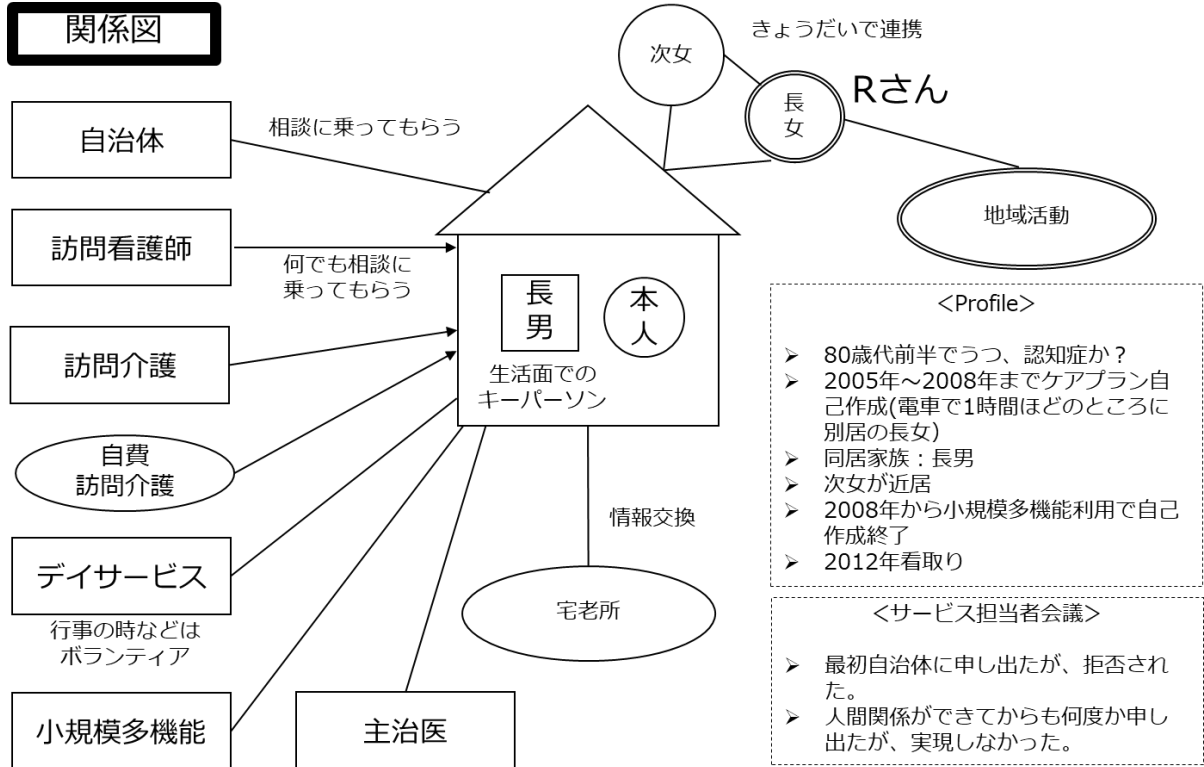 関係図
自治体
相談に乗ってもらう
訪問看護師
何でも相談に
乗ってもらう
訪問介護
自費
訪問介護
デイサービス
行事の時などは
ボランティア
小規模多機能
主治医
宅老所
情報交換
長
男
本
人
生活面での
キーパーソン
次女
きょうだいで連携
長
女
Rさん
地域活動
<Profile>
➢ 80歳代前半でうつ、認知症か？
➢ 2005年～2008年までケアプラン自
己作成(電車で1時間ほどのところに
別居の長女)
➢ 同居家族：長男
➢ 次女が近居
➢ 2008年から小規模多機能利用で自己
作成終了
➢ 2012年看取り
<サービス担当者会議>
➢ 最初自治体に申し出たが、拒否され
た。
➢ 人間関係ができてからも何度か申し
出たが、実現しなかった。